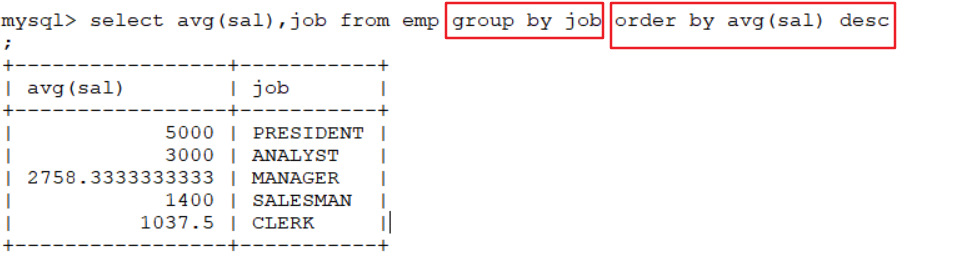 mysql> select avg(sal),job from emp group by job order by avg(sal) desc
;
+------------------+-----------+
| avg(sal)         | job       |
+------------------+-----------+
|             5000 | PRESIDENT |
|             3000 | ANALYST   |
| 2758.3333333333 | MANAGER   |
|             1400 | SALESMAN  |
|           1037.5 | CLERK     |
+------------------+-----------+